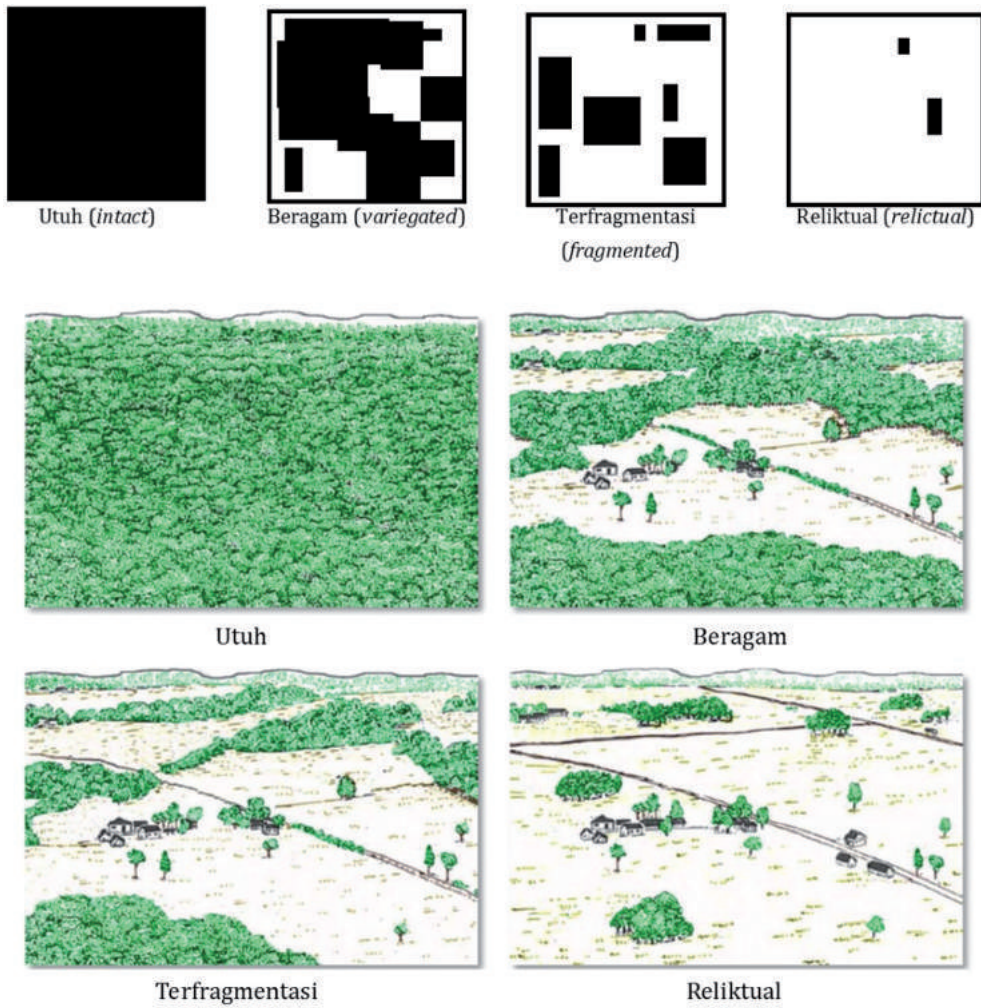 Utuh (intact)
Beragam (variegated)
Terfragmentasi
(fragmented)
Reliktual (relictual)
Utuh
Beragam
Terfragmentasi
Reliktual